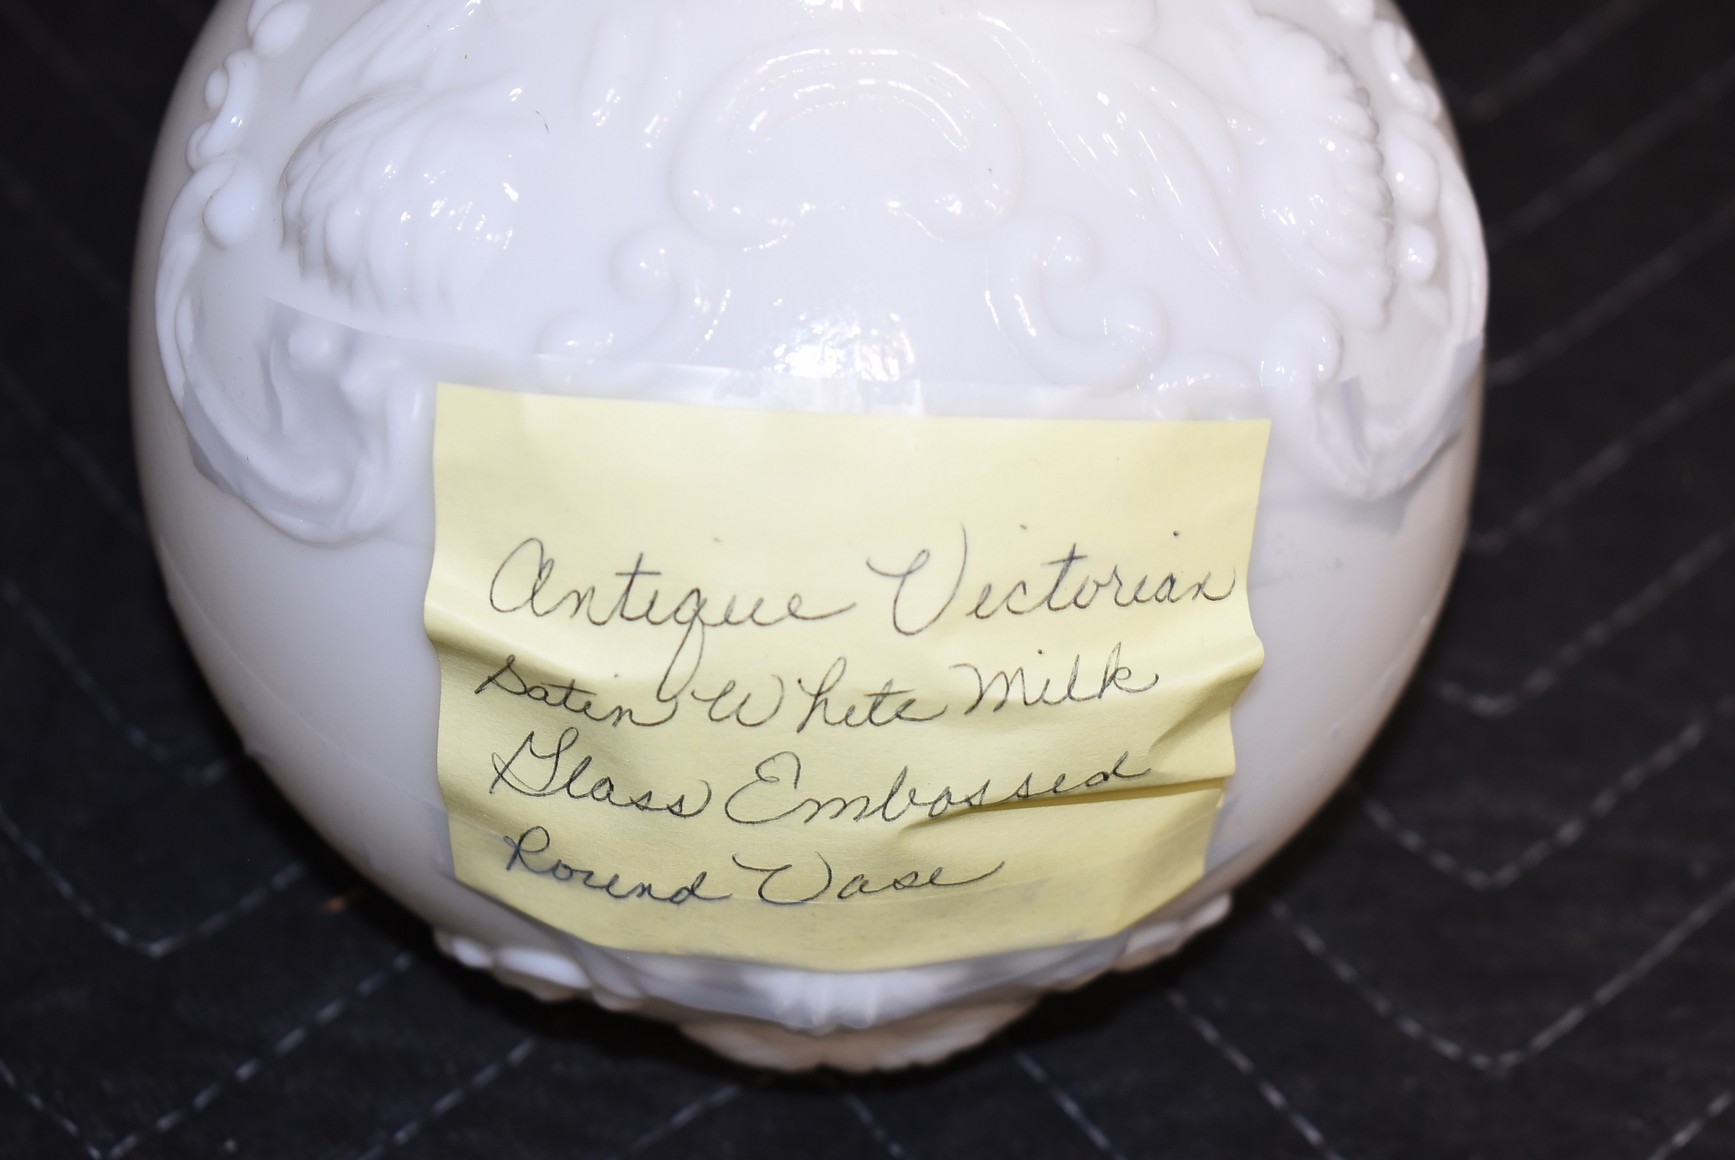 Antique Victorian
Satin White Milk
Glass Embossed
Round Vase